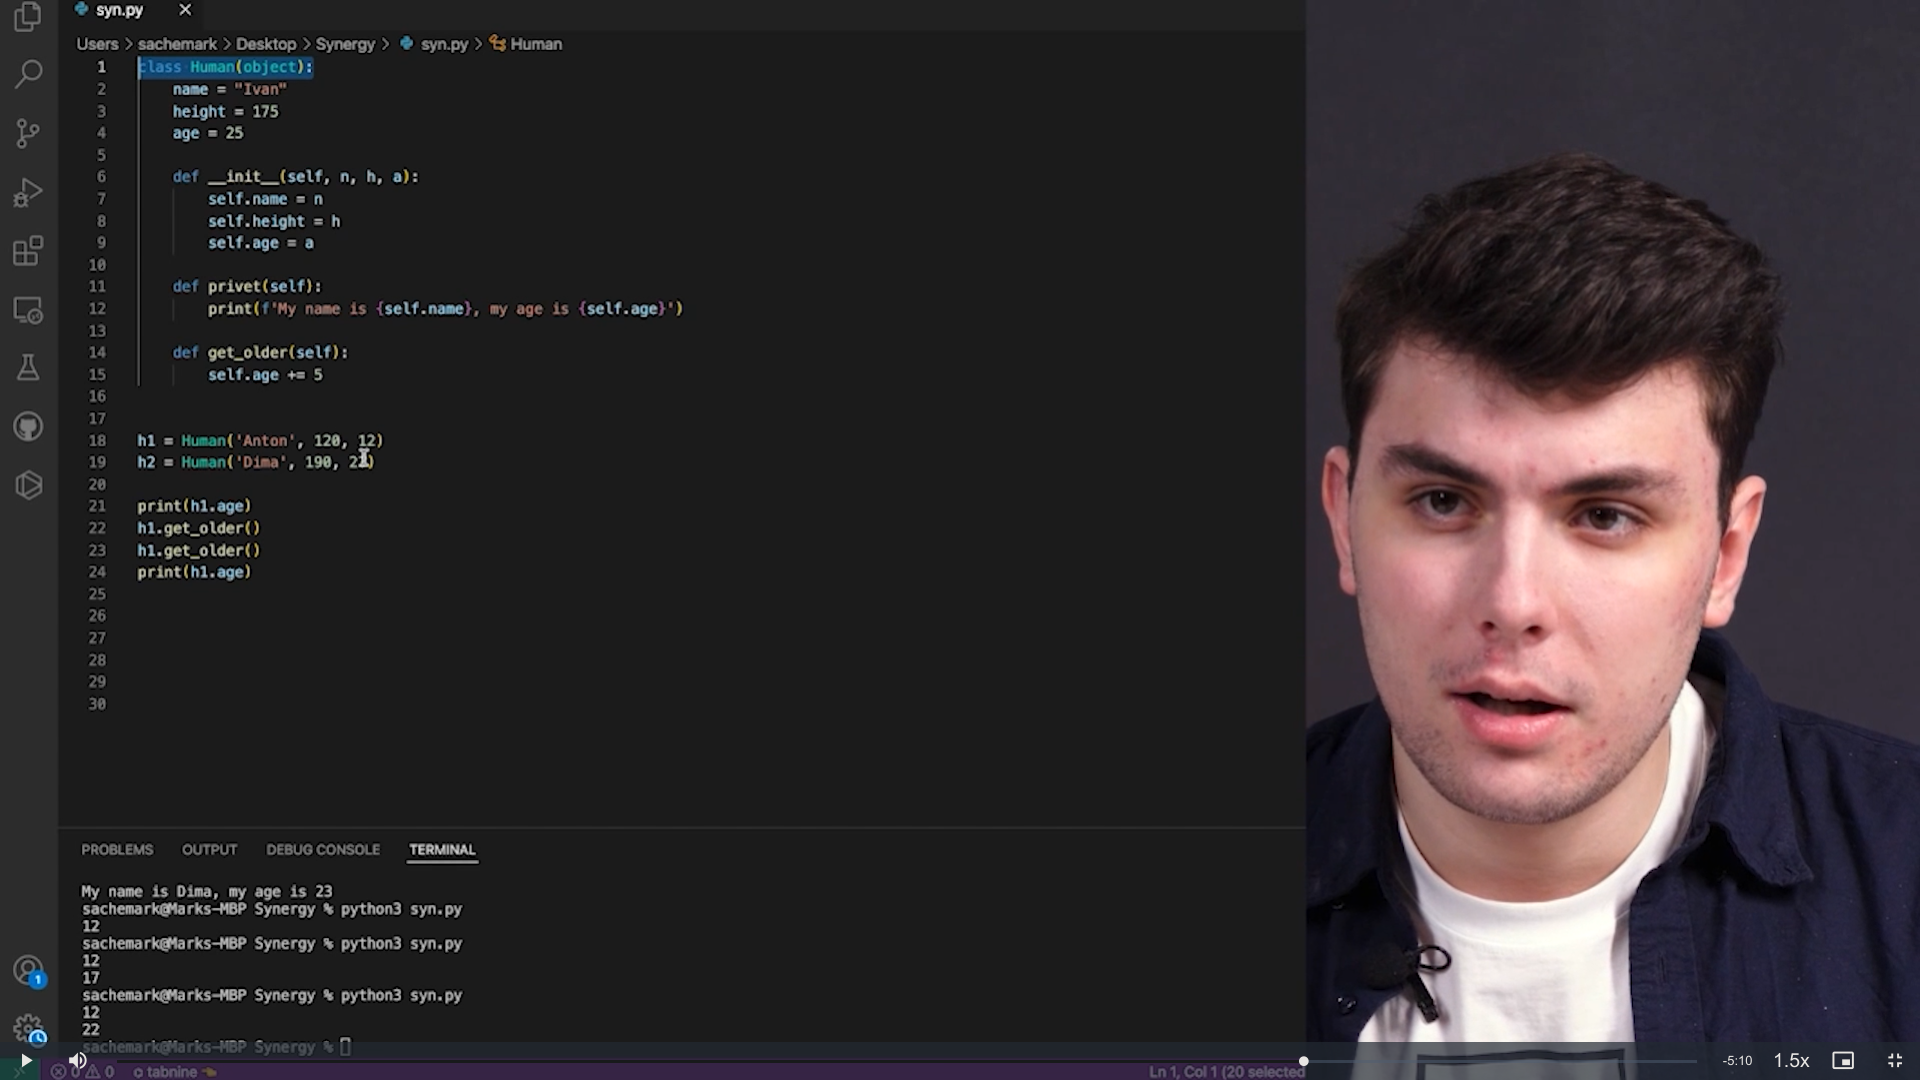 syn.py
Users > sachemark > Desktop > Synergy > syn.py > Human
1 class Human(object):
2 name = "Ivan"
3 height = 175
4 age = 25
5
6 def __init__(self, n, h, a):
7 self.name = n
8 self.height = h
9 self.age = a
10
11 def privet(self):
12 print(f'My name is {self.name}, my age is {self.age}')
13
14 def get_older(self):
15 self.age += 5
16
17
18 h1 = Human('Anton', 120, 12)
19 h2 = Human('Dima', 190, 23)
20
21 print(h1.age)
22 h1.get_older()
23 h1.get_older()
24 print(h1.age)
25
26
27
28
29
30
PROBLEMS OUTPUT DEBUG CONSOLE TERMINAL
My name is Dima, my age is 23
sachemark@Marks-MBP Synergy % python3 syn.py
12
sachemark@Marks-MBP Synergy % python3 syn.py
12
17
sachemark@Marks-MBP Synergy % python3 syn.py
12
22
sachemark@Marks-MBP Synergy %
1
-5:10 1.5x
0 0 tabnine Ln 1, Col 1 (20 selected